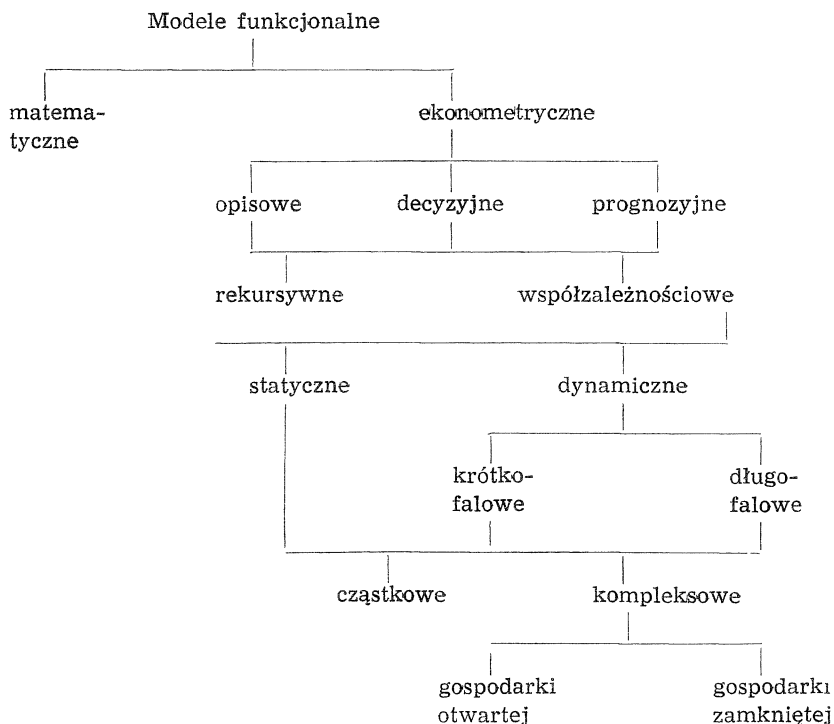 Modele funkcjonalne
matema-
tyczne
ekonometryczne
opisowe decyzyjne prognozyjne
rekursywne współzależnościowe
statyczne dynamiczne
krótko-
falowe
długo-
falowe
cząstkowe kompleksowe
gospodarki
otwartej
gospodarki
zamkniętej